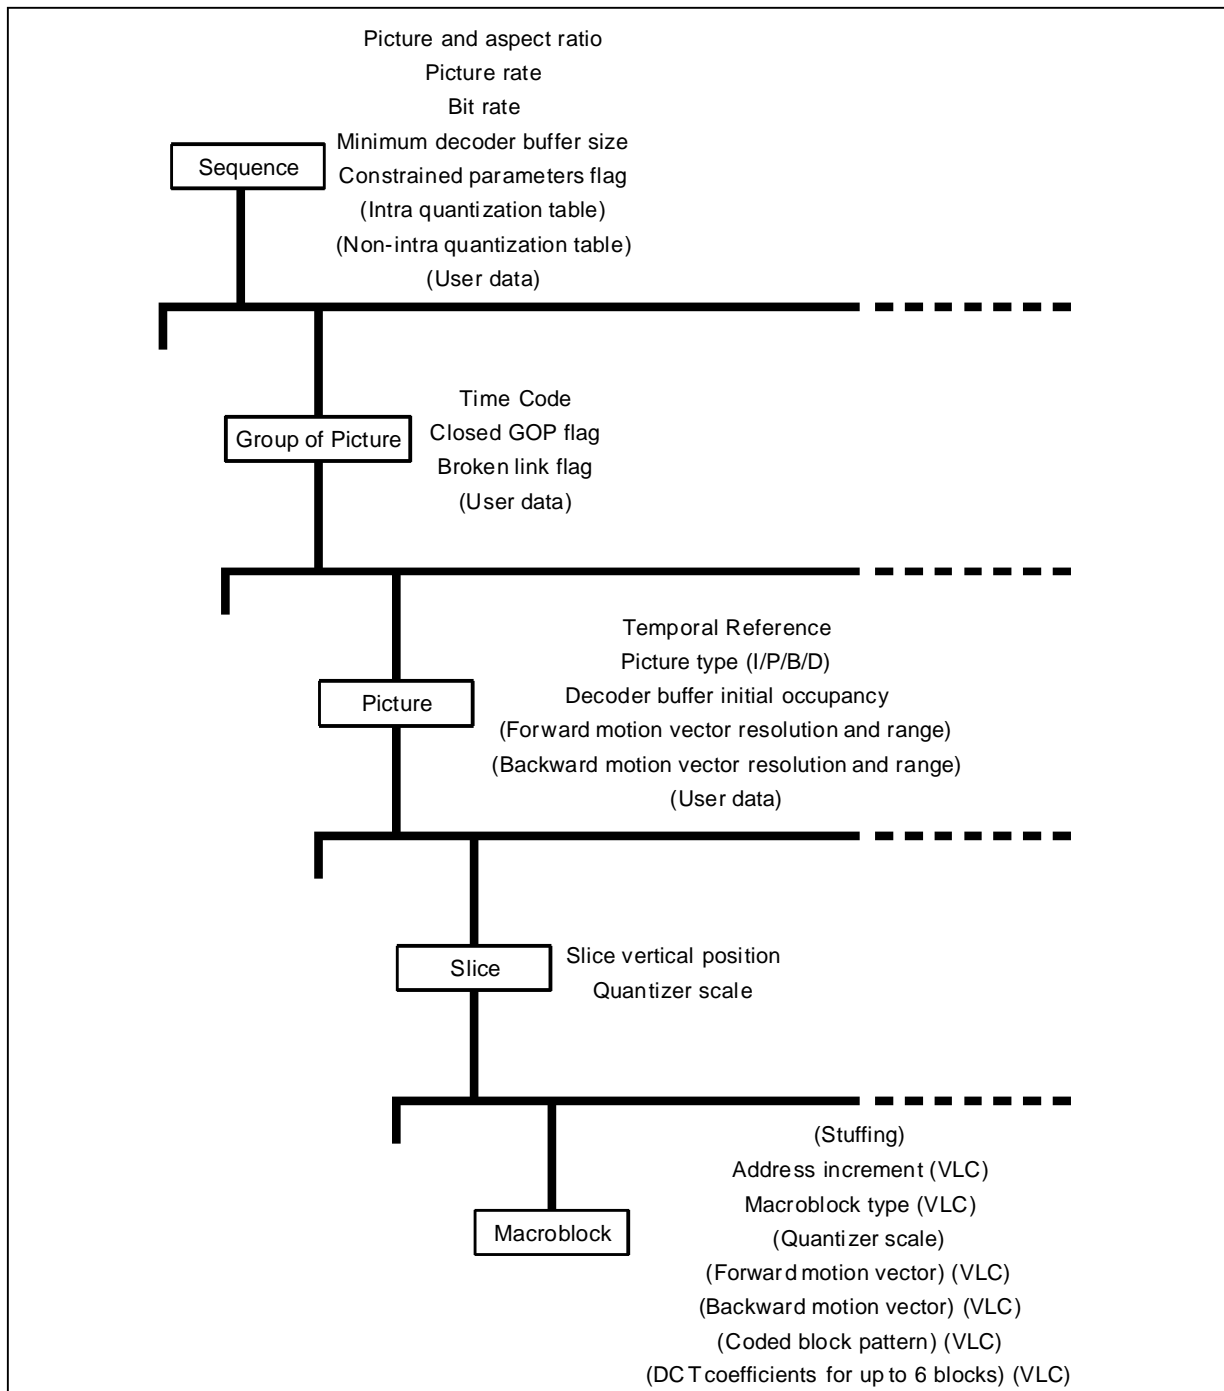 Picture and aspect ratio
Picture rate
Bit rate
Minimum decoder buffer size
Sequence
Constrained parameters flag
(Intra quantization table)
(Non-intra quantization table)
(User data)
Time Code
Closed GOP flag
Group of Picture
Broken link flag
(User data)
Temporal Reference
Picture type (I/P/B/D)
Decoder buffer initial occupancy
Picture
(Forward motion vector resolution and range)
(Backward motion vector resolution and range)
(User data)
Slice vertical position
Slice
Quantizer scale
(Stuffing)
Address increment (VLC)
Macroblock type (VLC)
Macroblock
(Quantizer scale)
(Forward motion vector) (VLC)
(Backward motion vector) (VLC)
(Coded block pattern) (VLC)
(DCT coefficients for up to 6 blocks) (VLC)